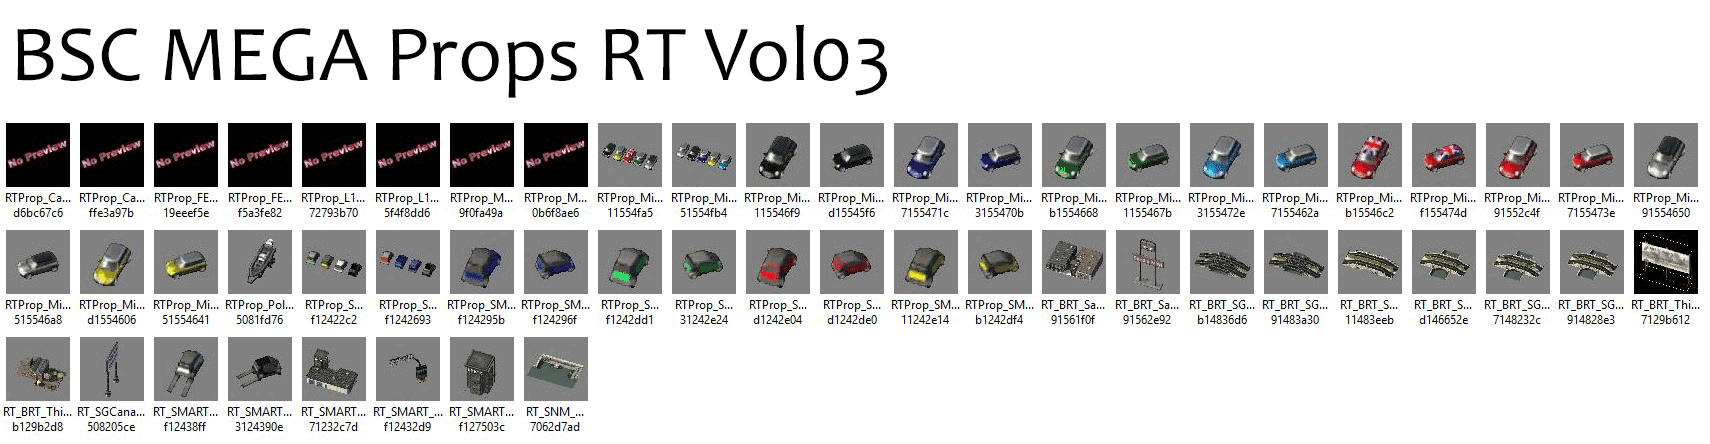 BSC MEGA Props RT Vol03
No Preview No Preview No Preview No Preview No Preview No Preview No Preview No Preview
RTProp_Ca... RTProp_Ca... RTProp_FE... RTProp_FE... RTProp_L1... RTProp_L1... RTProp_M... RTProp_M... RTProp_Mi... RTProp_Mi... RTProp_Mi... RTProp_Mi... RTProp_Mi... RTProp_Mi... RTProp_Mi... RTProp_Mi... RTProp_Mi... RTProp_Mi... RTProp_Mi... RTProp_Mi... RTProp_Mi... RTProp_Mi... RTProp_Mi...
d6bc67c6 ffe3a97b 19eeef5e f5a3fe82 72793b70 5f4f8dd6 9f0fa49a 0b6f8ae6 11554fa5 51554fb4 115546f9 d15545f6 7155471c 3155470b b1554668 1155467b 3155472e 7155462a b15546c2 f155474d 91552c4f 7155473e 91554650
RTProp_Mi... RTProp_Mi... RTProp_Mi... RTProp_Pol... RTProp_S... RTProp_S... RTProp_SM... RTProp_SM... RTProp_S... RTProp_S... RTProp_S... RTProp_S... RTProp_SM... RTProp_SM... RT_BRT_Sa... RT_BRT_Sa... RT_BRT_SG... RT_BRT_SG... RT_BRT_S... RT_BRT_S... RT_BRT_SG... RT_BRT_SG... RT_BRT_Thi...
515546a8 d1554606 51554641 5081fd76 f12422c2 f1242693 f124295b f124296f f1242dd1 31242e24 d1242e04 d1242de0 11242e14 b1242df4 91561f0f 91562e92 b14836d6 91483a30 11483eeb d146652e 7148232c 914828e3 7129b612
RT_BRT_Thi... RT_SGCana... RT_SMART... RT_SMART... RT_SMART... RT_SMART_... RT_SMART... RT_SNM_...
b129b2d8 508205ce f12438ff 3124390e 71232c7d f12432d9 f127503c 7062d7ad